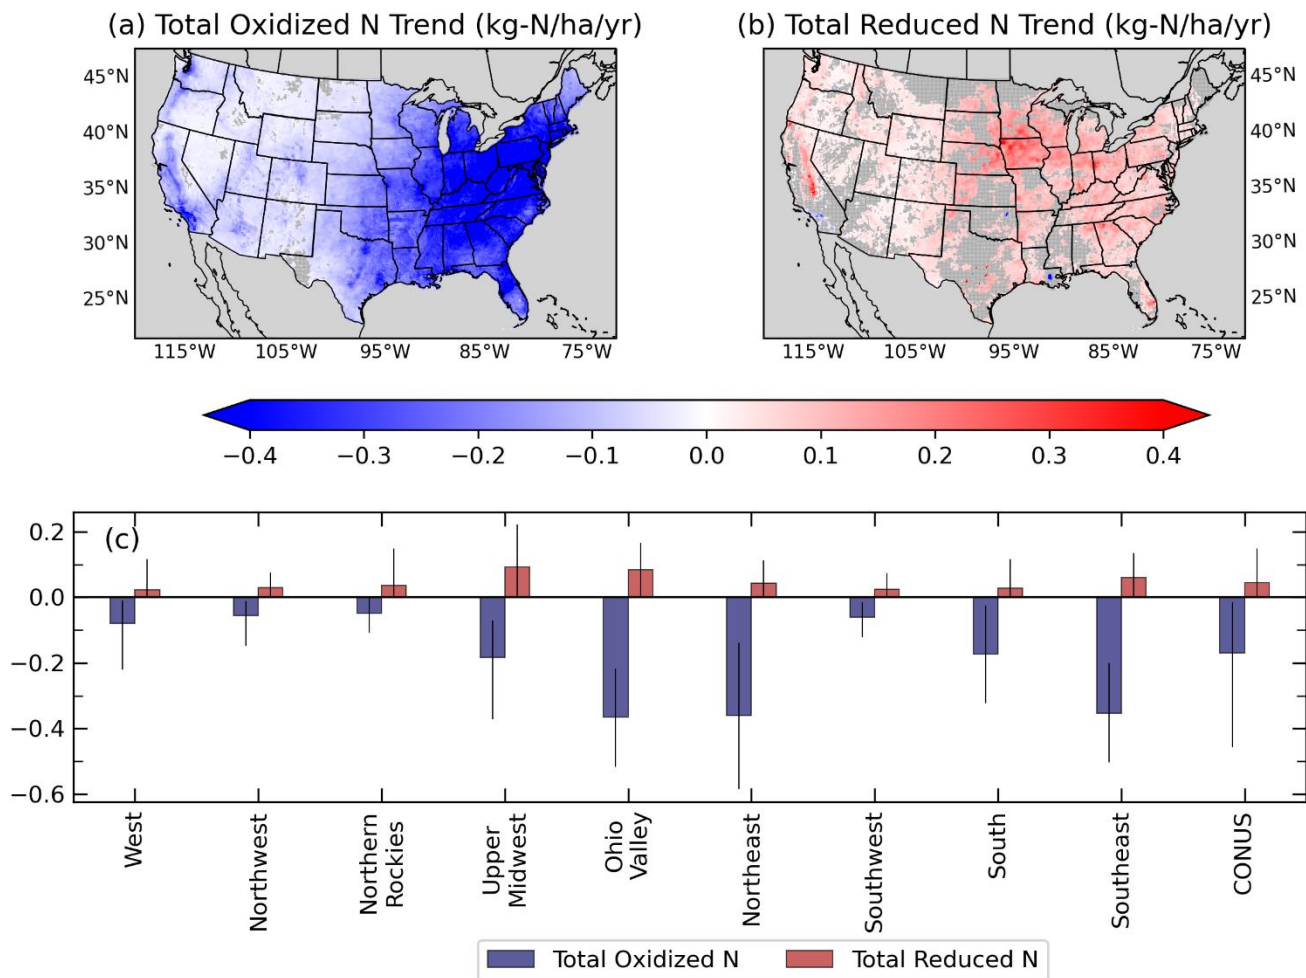 (a) Total Oxidized N Trend (kg-N/ha/yr)
(b) Total Reduced N Trend (kg-N/ha/yr)
45°N
40°N
35°N
30°N
25°N
115°W 105°W 95°W 85°W 75°W
45°N
40°N
35°N
30°N
25°N
115°W 105°W 95°W 85°W 75°W
−0.4 −0.3 −0.2 −0.1 0.0 0.1 0.2 0.3 0.4
(c)
0.2
0.0
−0.2
−0.4
−0.6
West
Northwest
Northern
Rockies
Upper
Midwest
Ohio
Valley
Northeast
Southwest
South
Southeast
CONUS
Total Oxidized N
Total Reduced N